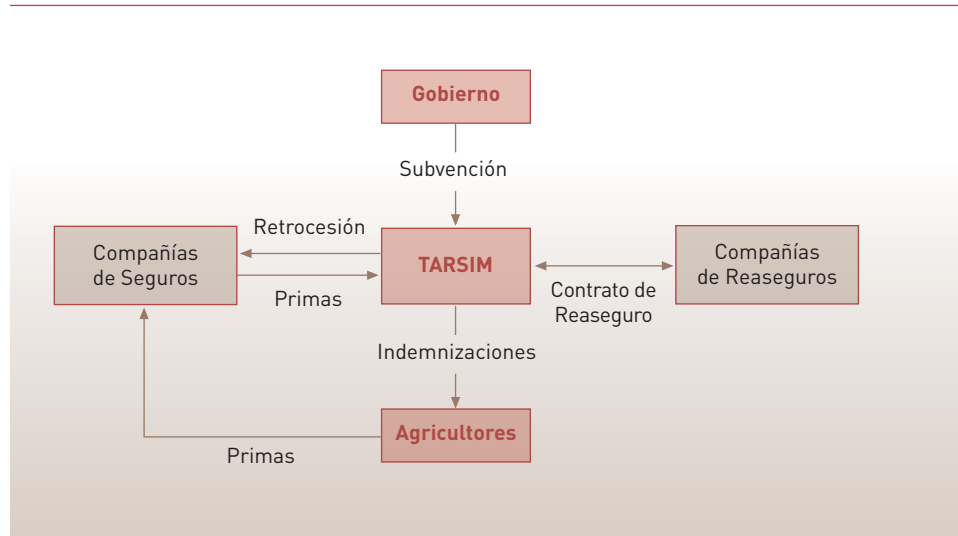 Gobierno
Subvención
Retrocesión
Compañías
de Seguros
TARSIM
Compañías
de Reaseguros
Primas
Contrato de
Reaseguro
Indemnizaciones
Agricultores
Primas